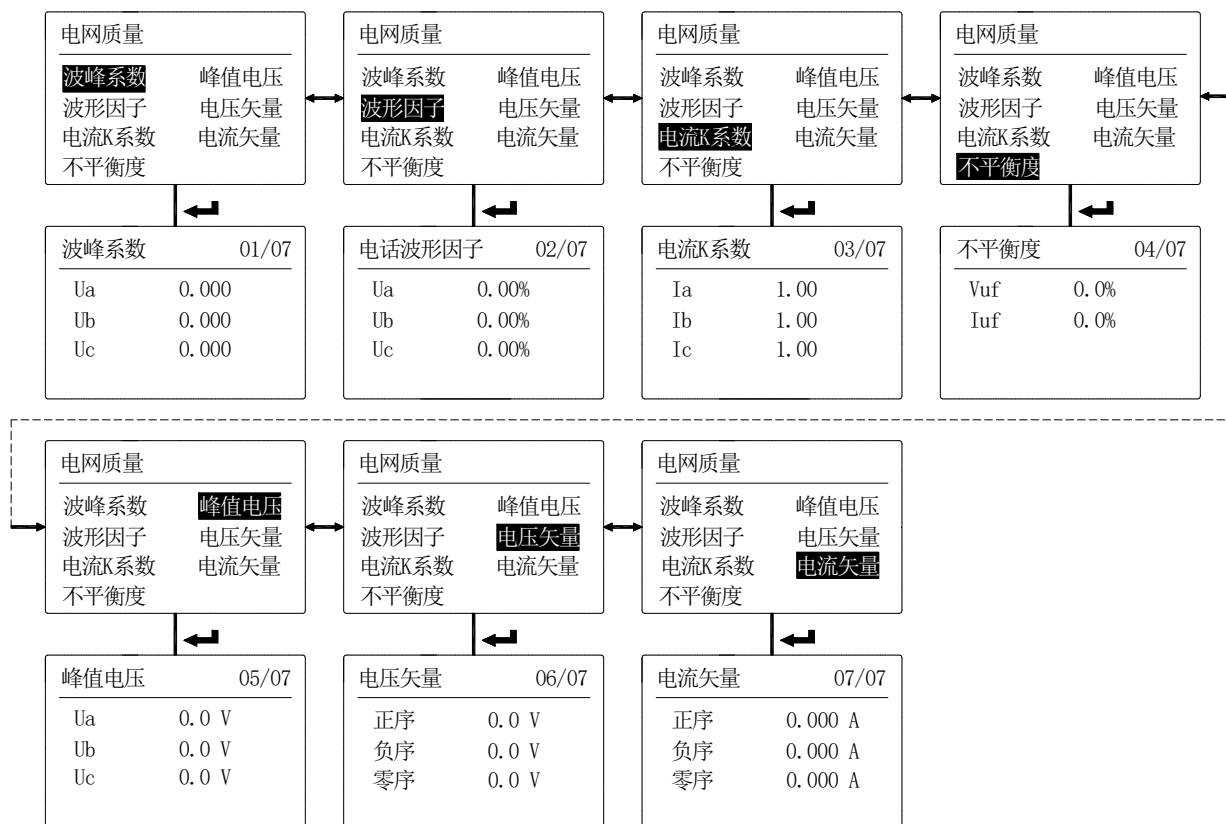 电网质量
波峰系数 峰值电压
波形因子 电压矢量
电流K系数 电流矢量
不平衡度
电网质量
波峰系数 峰值电压
波形因子 电压矢量
电流K系数 电流矢量
不平衡度
电网质量
波峰系数 峰值电压
波形因子 电压矢量
电流K系数 电流矢量
不平衡度
电网质量
波峰系数 峰值电压
波形因子 电压矢量
电流K系数 电流矢量
不平衡度
波峰系数 01/07
Ua 0.000
Ub 0.000
Uc 0.000
电话波形因子 02/07
Ua 0.00%
Ub 0.00%
Uc 0.00%
电流K系数 03/07
Ia 1.00
Ib 1.00
Ic 1.00
不平衡度 04/07
Vuf 0.0%
Iuf 0.0%
电网质量
波峰系数 峰值电压
波形因子 电压矢量
电流K系数 电流矢量
不平衡度
电网质量
波峰系数 峰值电压
波形因子 电压矢量
电流K系数 电流矢量
不平衡度
电网质量
波峰系数 峰值电压
波形因子 电压矢量
电流K系数 电流矢量
不平衡度
峰值电压 05/07
Ua 0.0 V
Ub 0.0 V
Uc 0.0 V
电压矢量 06/07
正序 0.0 V
负序 0.0 V
零序 0.0 V
电流矢量 07/07
正序 0.000 A
负序 0.000 A
零序 0.000 A